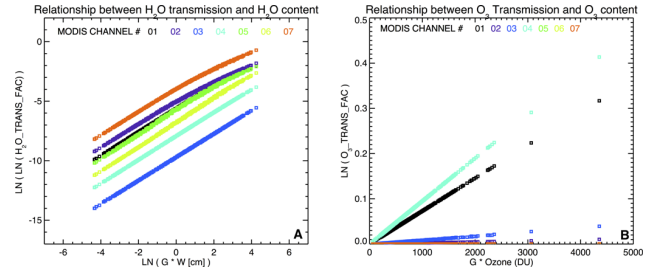 Relationship between H2O transmission and H2O content
MODIS CHANNEL # 01 02 03 04 05 06 07
LN ( LN ( H2O_TRANS_FAC) )
0
-5
-10
-15
-6 -4 -2 0 2 4 6
LN ( G * W [cm] )
A
Relationship between O3 Transmission and O3 content
MODIS CHANNEL # 01 02 03 04 05 06 07
LN ( O3_TRANS_FAC)
0.5
0.4
0.3
0.2
0.1
0.0
0 1000 2000 3000 4000 5000
G * Ozone (DU)
B